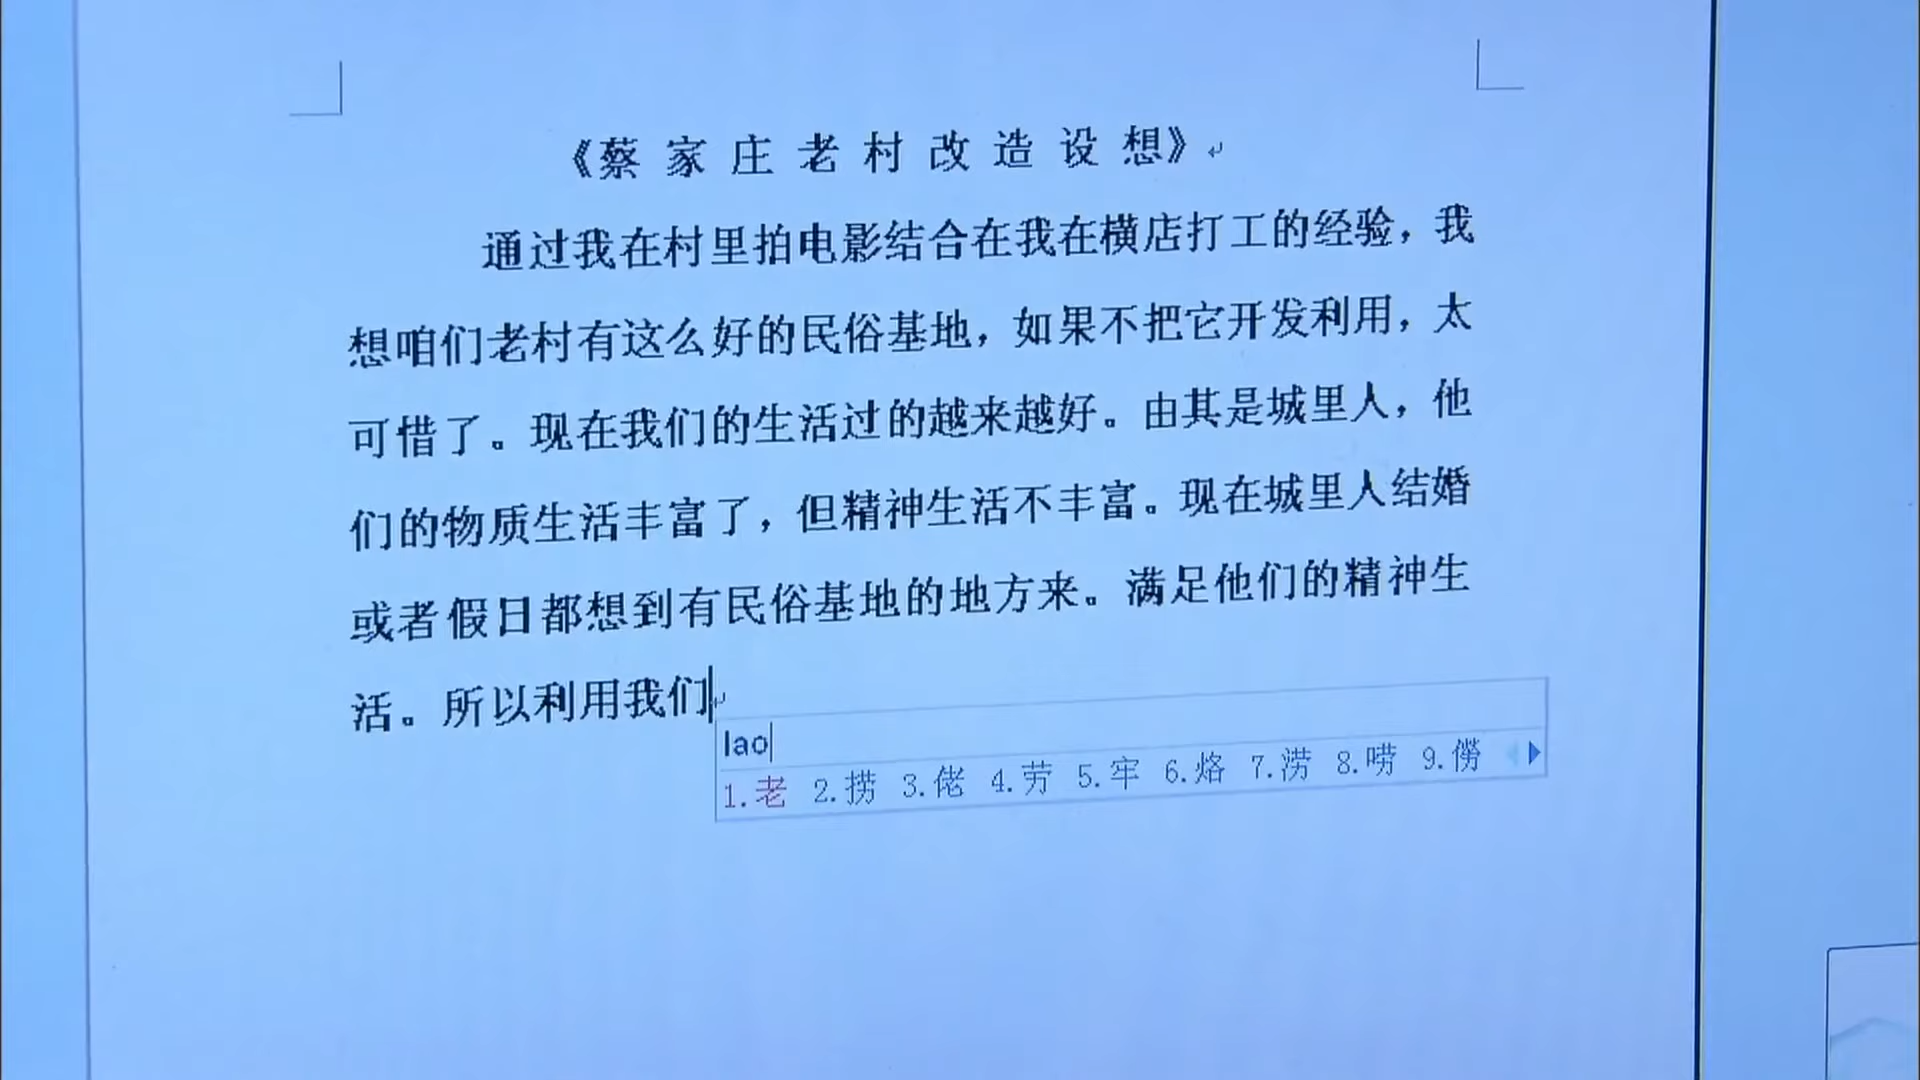 《蔡家庄老村改造设想》
通过我在村里拍电影结合在我在横店打工的经验，我
想咱们老村有这么好的民俗基地，如果不把它开发利用，太
可惜了。现在我们的生活过的越来越好。由其是城里人，他
们的物质生活丰富了，但精神生活不丰富。现在城里人结婚
或者假日都想到有民俗基地的地方来。满足他们的精神生
活。所以利用我们
lao
1.老 2.捞 3.佬 4.劳 5.牢 6.烙 7.涝 8.唠 9.僗